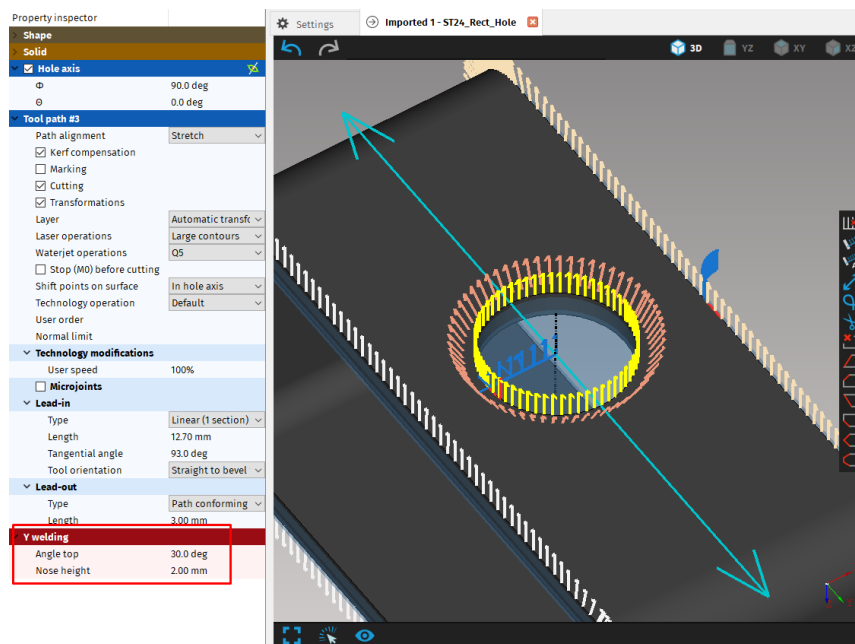 Property inspector
Settings
Imported 1 - ST24_Rect_Hole
Shape
Solid
3D
YZ
XY
XZ
Hole axis
Φ 90.0 deg
Θ 0.0 deg
Tool path #3
Path alignment Stretch
Kerf compensation
Marking
Cutting
Transformations
Layer Automatic transfc
Laser operations Large contours
Waterjet operations Q5
Stop (M0) before cutting
Shift points on surface In hole axis
Technology operation Default
User order
Normal limit
Technology modifications
User speed 100%
Microjoints
Lead-in
Type Linear (1 section)
Length 12.70 mm
Tangential angle 93.0 deg
Tool orientation Straight to bevel
Lead-out
Type Path conforming
Length 3.00 mm
Y welding
Angle top 30.0 deg
Nose height 2.00 mm